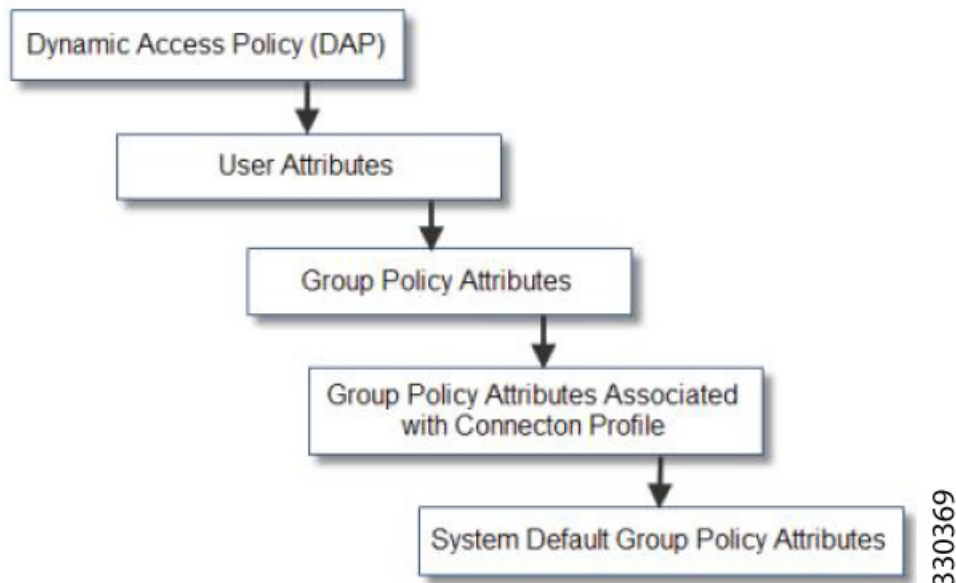 Dynamic Access Policy (DAP)
User Attributes
Group Policy Attributes
Group Policy Attributes Associated
with Connecton Profile
System Default Group Policy Attributes
330369